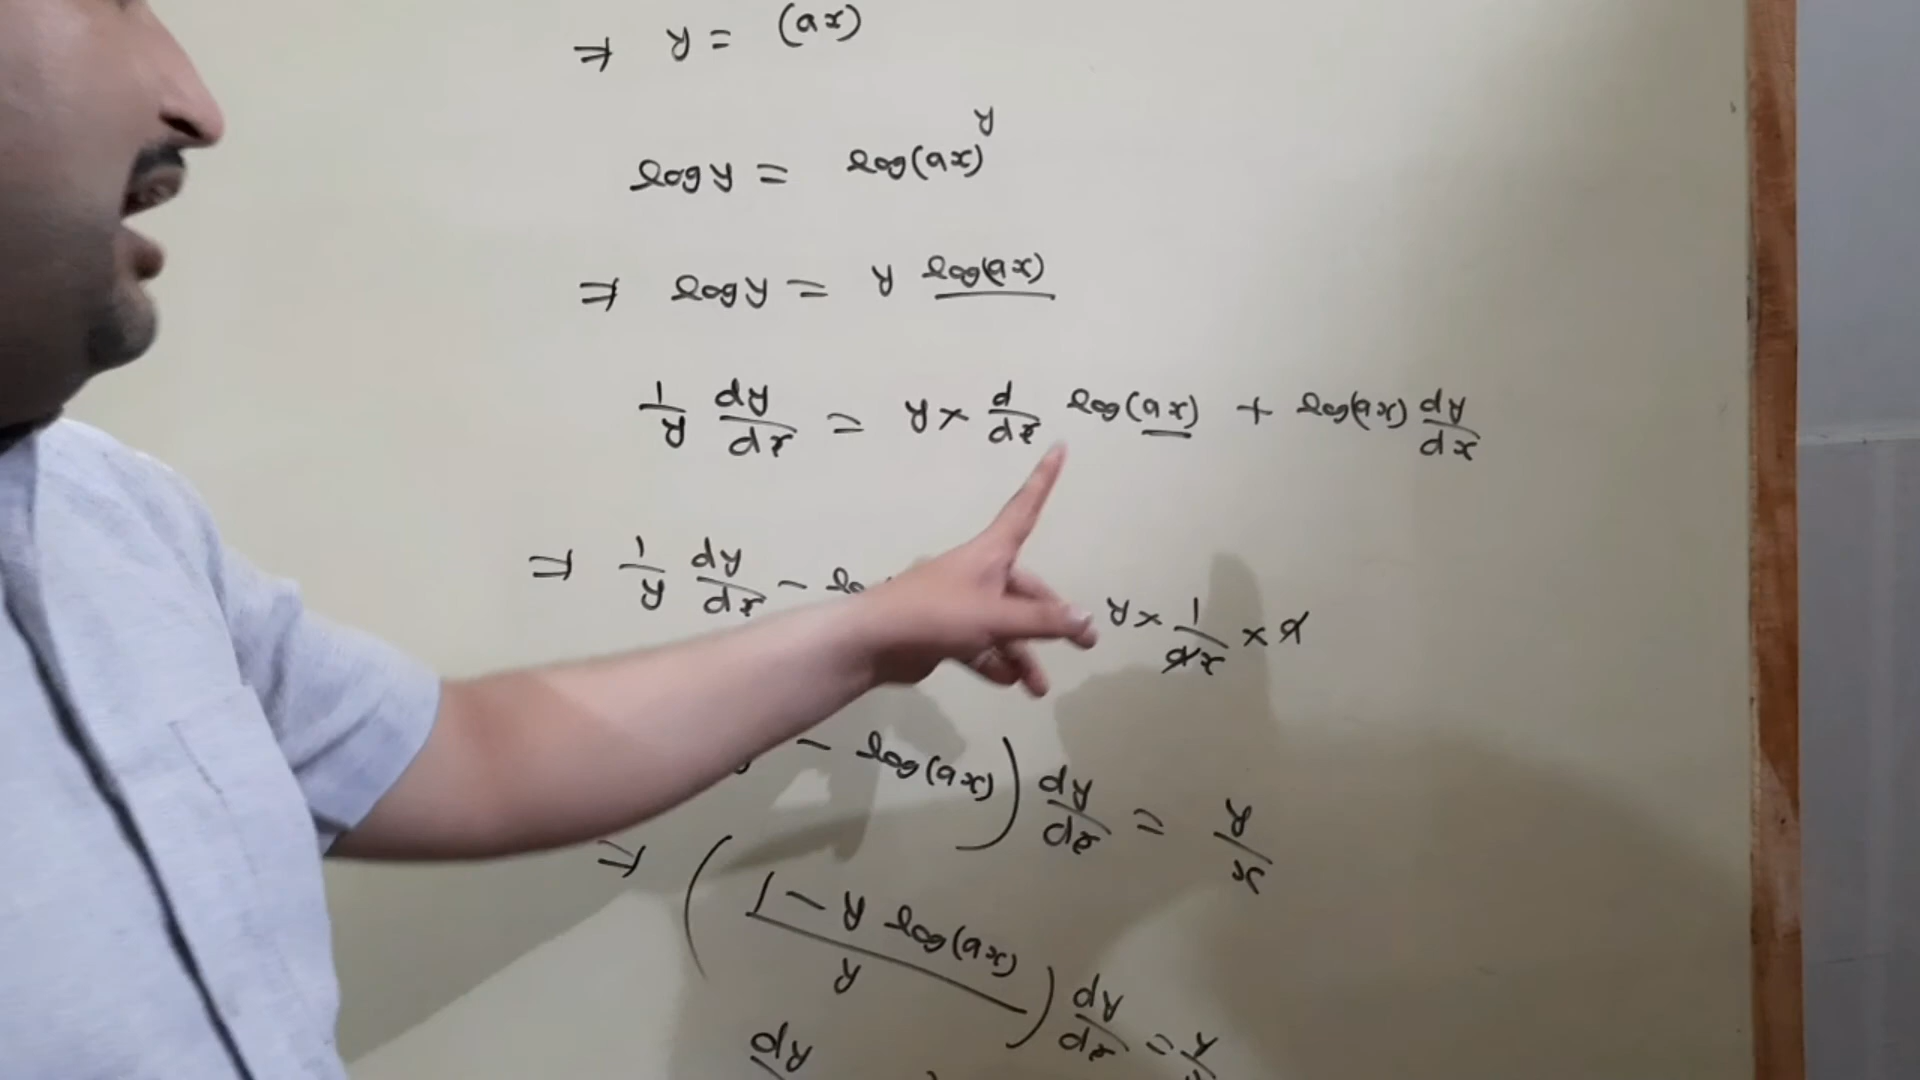 ⇒ y = (ax)
log y = log(ax)^y
⇒ log y = y log(ax)
1/y dy/dx = y × d/dx log(ax) + log(ax) dy/dx
⇒ 1/y dy/dx - y × 1/ax × a
- log(ax)) dy/dx = y/x
⇒ (1 - y log(ax)/y) dy/dx = y
dy